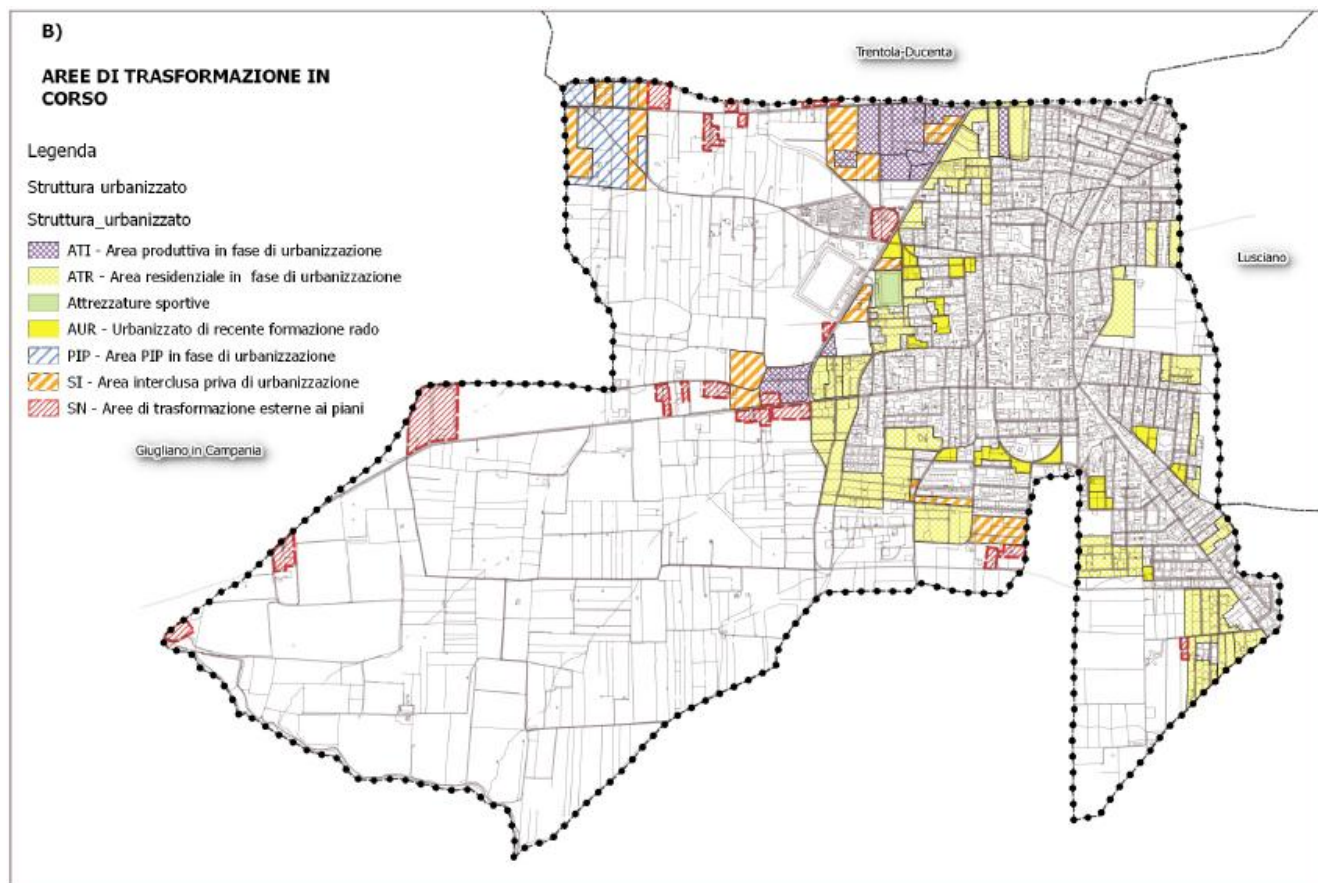 B)
AREE DI TRASFORMAZIONE IN
CORSO
Legenda
Struttura urbanizzato
Struttura_urbanizzato
ATI - Area produttiva in fase di urbanizzazione
ATR - Area residenziale in fase di urbanizzazione
Attrezzature sportive
AUR - Urbanizzato di recente formazione rado
PIP - Area PIP in fase di urbanizzazione
SI - Area interclusa priva di urbanizzazione
SN - Aree di trasformazione esterne ai piani
Trentola-Ducenta
Lusciano
Giugliano in Campania